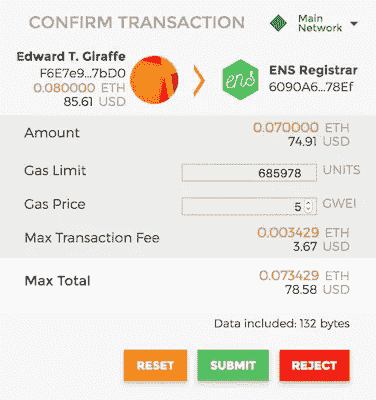 CONFIRM TRANSACTION
Main Network
Edward T. Giraffe
F6E7e9...7bD0
0.080000 ETH
85.61 USD
ens
ENS Registrar
6090A6...78Ef
Amount 0.070000 ETH
74.91 USD
Gas Limit 685978 UNITS
Gas Price 5 GWEI
Max Transaction Fee 0.003429 ETH
3.67 USD
Max Total 0.073429 ETH
78.58 USD
Data included: 132 bytes
RESET SUBMIT REJECT